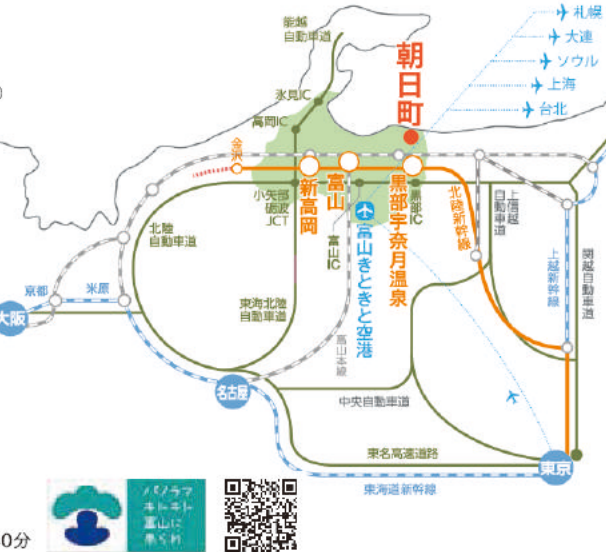 能越
自動車道
札幌
大連
ソウル
上海
台北
朝日町
氷見IC
高岡IC
金沢
小矢部
砺波
JCT
新高岡
富山
富山IC
富山きときと空港
黒部宇奈月温泉
黒部IC
北陸新幹線
上信越
自動車道
上越新幹線
関越自動車道
北陸
自動車道
京都
米原
大阪
東海北陸
自動車道
高山本線
名古屋
中央自動車道
東名高速道路
東京
東海道新幹線
パノラマ
キトキト
富山に
来られ
0分